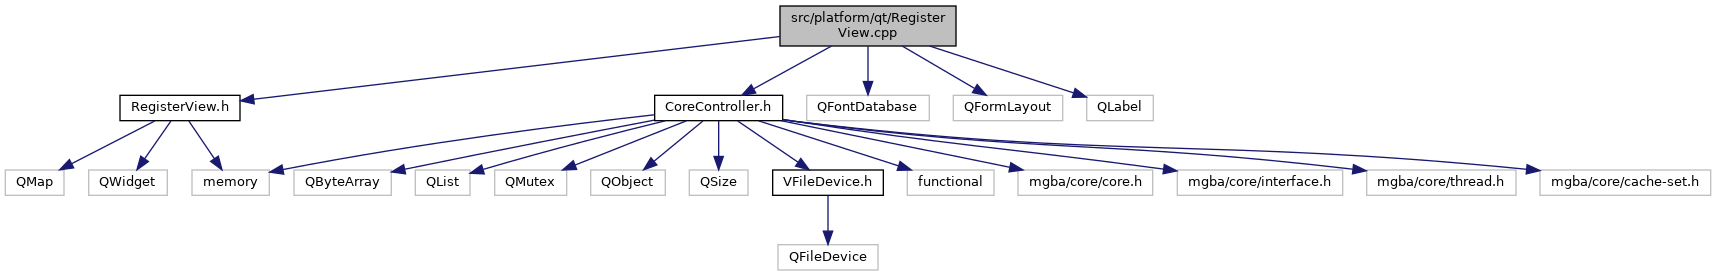 src/platform/qt/Register
View.cpp
RegisterView.h
CoreController.h
QFontDatabase
QFormLayout
QLabel
QMap
QWidget
memory
QByteArray
QList
QMutex
QObject
QSize
VFileDevice.h
functional
mgba/core/core.h
mgba/core/interface.h
mgba/core/thread.h
mgba/core/cache-set.h
QFileDevice